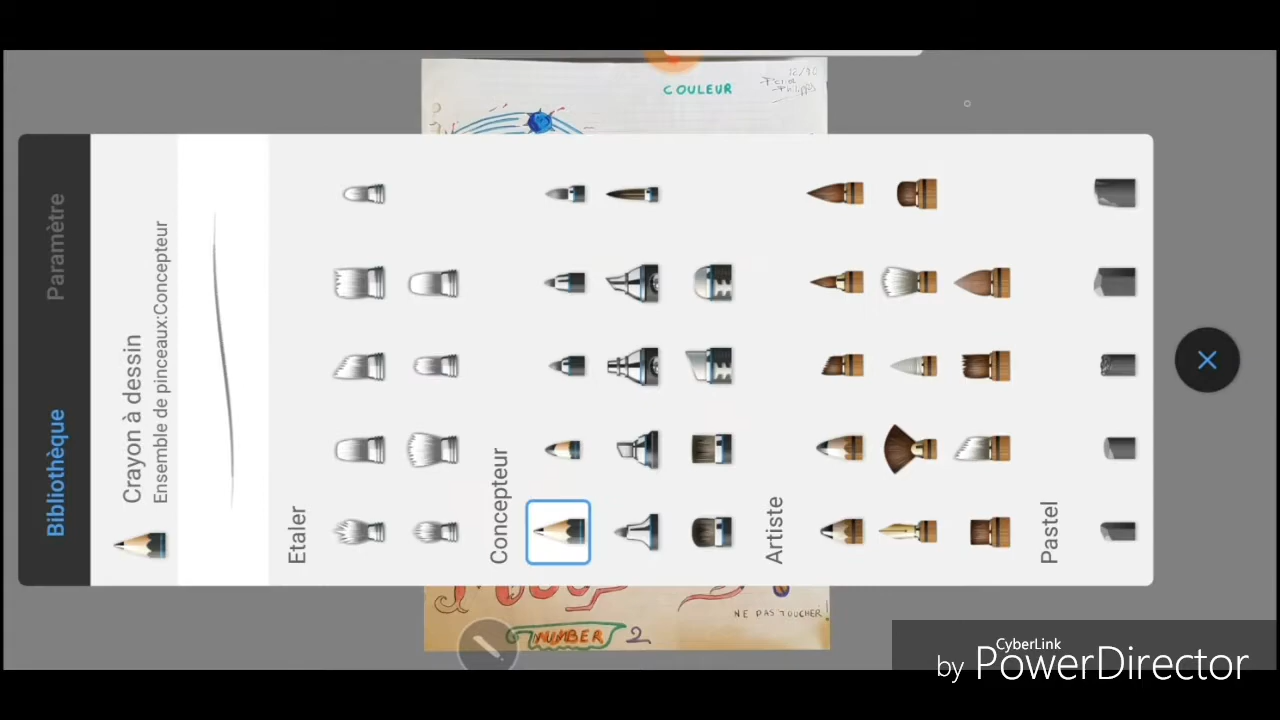 COULEUR
Bibliothèque
Paramètre
Crayon à dessin
Ensemble de pinceaux:Concepteur
Etaler
Concepteur
Artiste
Pastel
NE PAS TOUCHER!
NUMBER 2
CyberLink
by PowerDirector